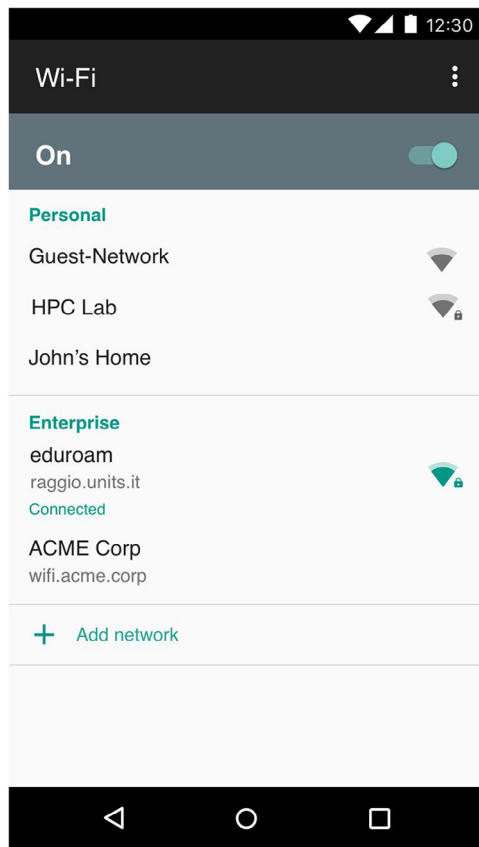 12:30
Wi-Fi
On
Personal
Guest-Network
HPC Lab
John’s Home
Enterprise
eduroam
raggio.units.it
Connected
ACME Corp
wifi.acme.corp
Add network